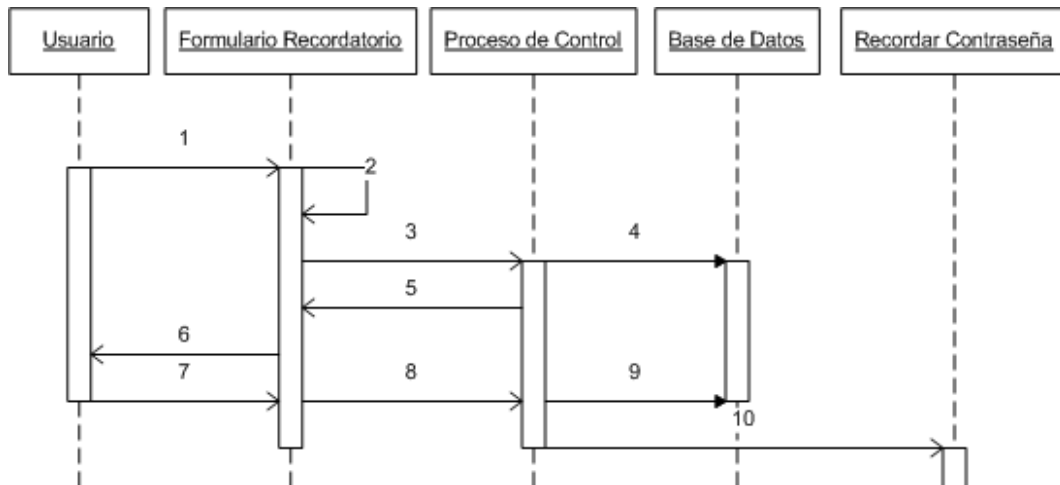 Usuario
Formulario Recordatorio
Proceso de Control
Base de Datos
Recordar Contraseña
1
2
3
4
5
6
7
8
9
10